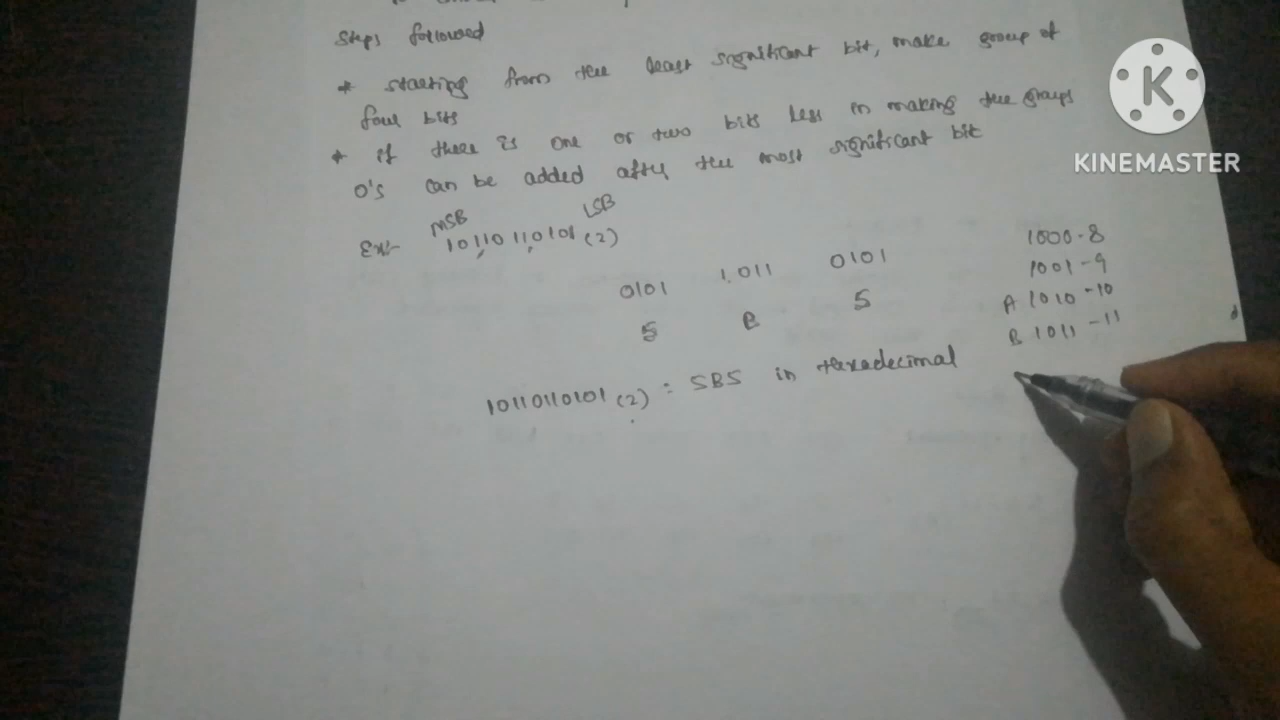 Steps followed
* starting from the least significant bit, make group of
four bits
* if there is one or two bits less in making the groups
0's can be added after the most significant bit
MSB LSB
Ex:- 10110110101 (2)
0101 1011 0101
5 B 5
1000-8
1001-9
A 1010-10
B 1011-11
10110110101 (2) = 5B5 in Hexadecimal
KINEMASTER